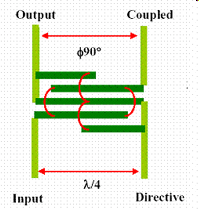 Output Coupled
ϕ90°
λ/4
Input Directive